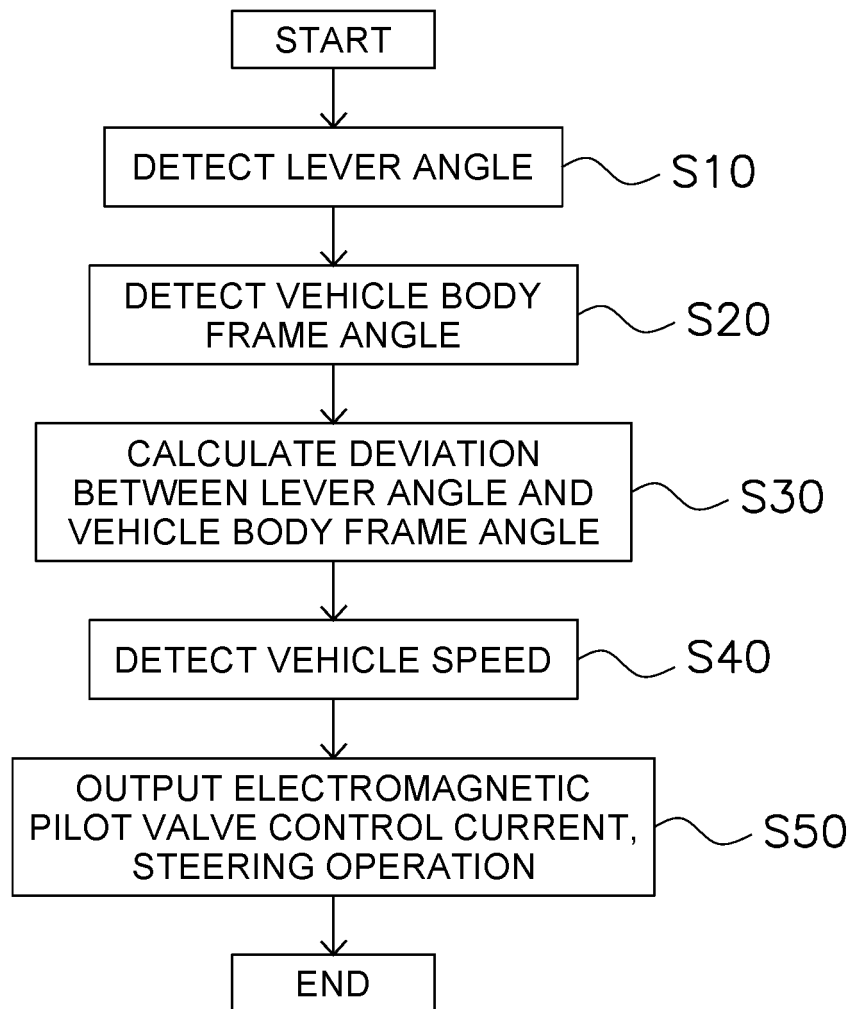 START
DETECT LEVER ANGLE
S10
DETECT VEHICLE BODY
FRAME ANGLE
S20
CALCULATE DEVIATION
BETWEEN LEVER ANGLE AND
VEHICLE BODY FRAME ANGLE
S30
DETECT VEHICLE SPEED
S40
OUTPUT ELECTROMAGNETIC
PILOT VALVE CONTROL CURRENT,
STEERING OPERATION
S50
END